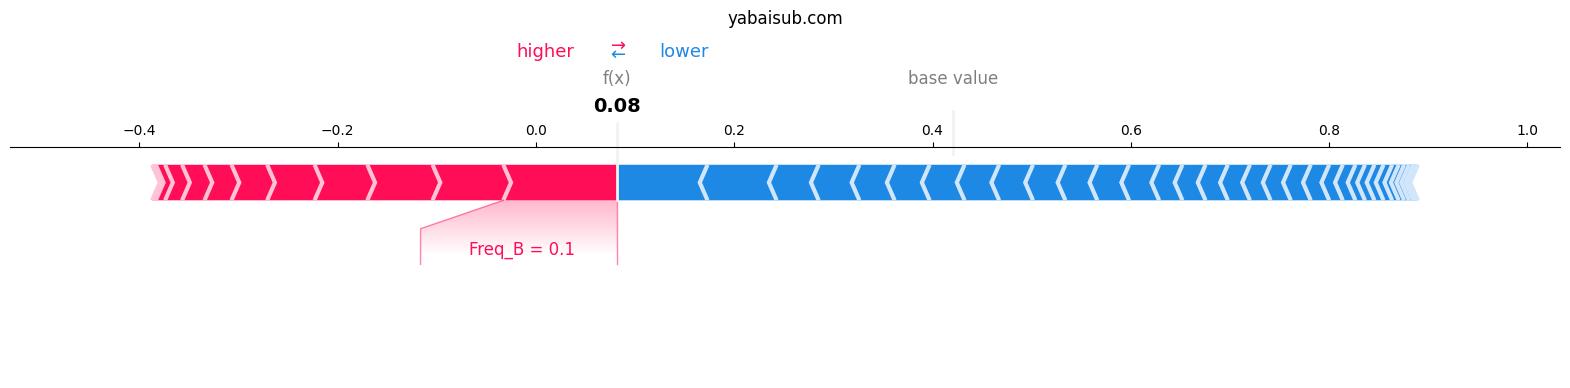 yabaisub.com
higher → ← lower
f(x) base value
0.08
−0.4 −0.2 0.0 0.2 0.4 0.6 0.8 1.0
Freq_B = 0.1